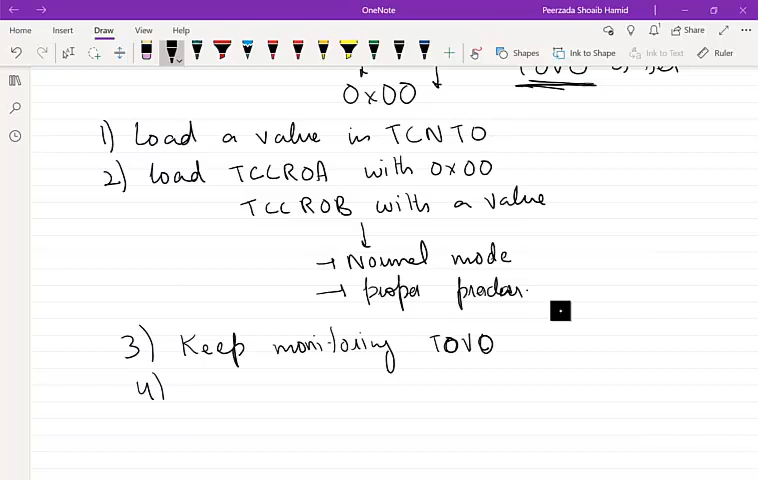 OneNote
Peerzada Shoaib Hamid
Home Insert Draw View Help Share
Shapes Ink to Shape Ink to Text Ruler
TOV0
0x00
1) Load a value in TCNT0
2) Load TCCR0A with 0x00
TCCR0B with a value
→ Normal mode
→ proper
3) Keep monitoring TOV0
4)